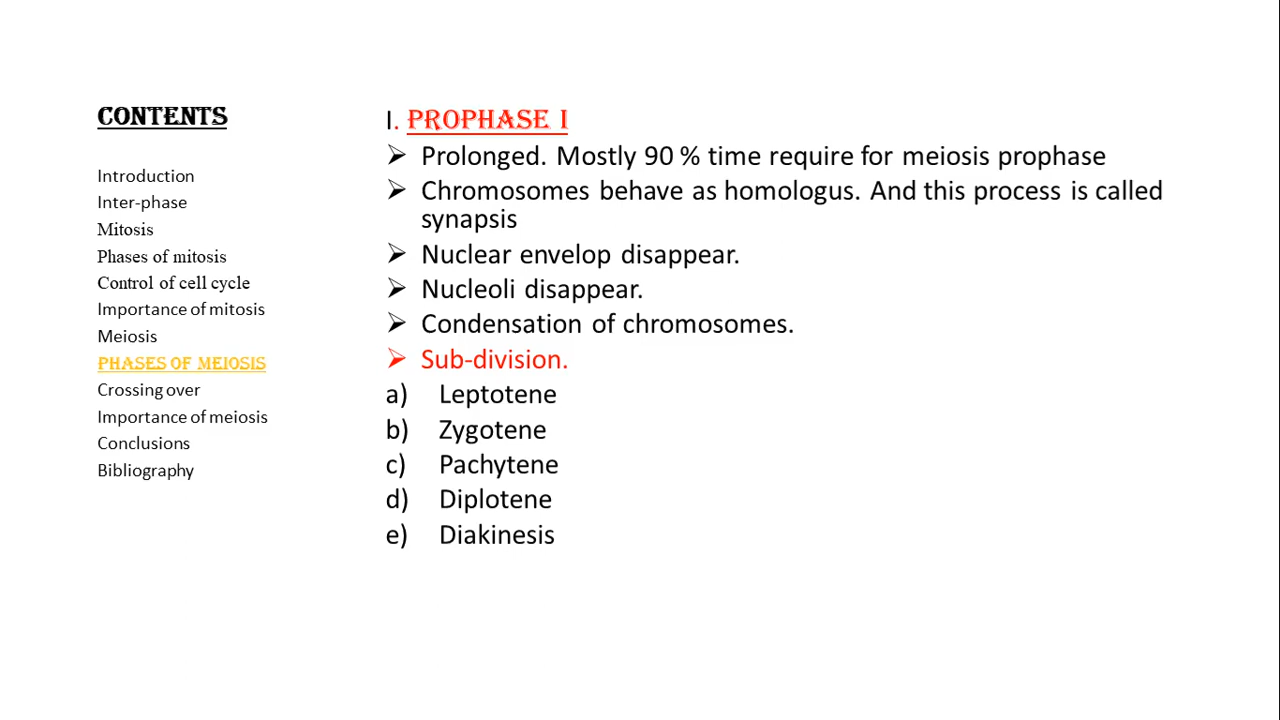 CONTENTS
Introduction
Inter-phase
Mitosis
Phases of mitosis
Control of cell cycle
Importance of mitosis
Meiosis
PHASES OF MEIOSIS
Crossing over
Importance of meiosis
Conclusions
Bibliography
I. PROPHASE I
➢ Prolonged. Mostly 90 % time require for meiosis prophase
➢ Chromosomes behave as homologus. And this process is called
synapsis
➢ Nuclear envelop disappear.
➢ Nucleoli disappear.
➢ Condensation of chromosomes.
➢ Sub-division.
a) Leptotene
b) Zygotene
c) Pachytene
d) Diplotene
e) Diakinesis